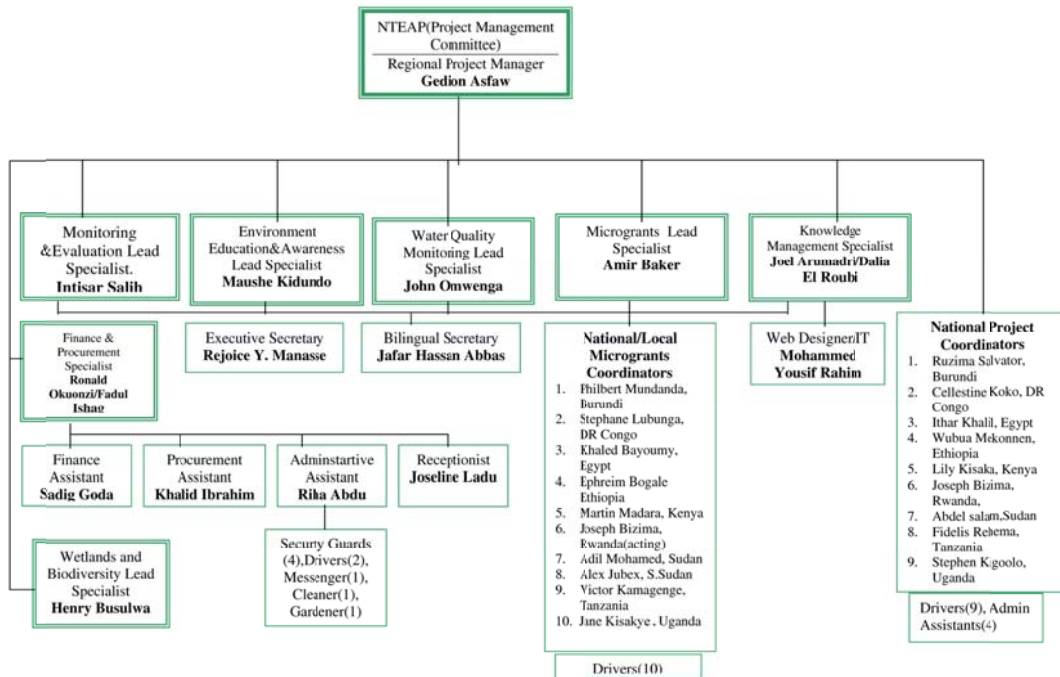 NTEAP(Project Management
Committee)
Regional Project Manager
Gedion Asfaw
Monitoring
&Evaluation Lead
Specialist.
Intisar Salih
Environment
Education&Awareness
Lead Specialist
Maushe Kidundo
Water Quality
Monitoring Lead
Specialist
John Omwenga
Microgrants Lead
Specialist
Amir Baker
Knowledge
Management Specialist
Joel Arumadri/Dalia
El Roubi
Finance &
Procurement
Specialist
Ronald
Okuonzi/Fadul
Ishag
Executive Secretary
Rejoice Y. Manasse
Bilingual Secretary
Jafar Hassan Abbas
National/Local
Microgrants
Coordinators
1. Philbert Mundanda,
Burundi
2. Stephane Lubunga,
DR Congo
3. Khaled Bayoumy,
Egypt
4. Ephreim Bogale
Ethiopia
5. Martin Madara, Kenya
6. Joseph Bizima,
Rwanda(acting)
7. Adil Mohamed, Sudan
8. Alex Jubex, S.Sudan
9. Victor Kamagenge,
Tanzania
10. Jane Kisakye, Uganda
Drivers(10)
Web Designer/IT
Mohammed
Yousif Rahim
National Project
Coordinators
1. Ruzima Salvator,
Burundi
2. Cellestine Koko, DR
Congo
3. Ithar Khalil, Egypt
4. Wubua Mekonnen,
Ethiopia
5. Lily Kisaka, Kenya
6. Joseph Bizima,
Rwanda,
7. Abdel salam,Sudan
8. Fidelis Rehema,
Tanzania
9. Stephen Kigoolo,
Uganda
Drivers(9), Admin
Assistants(4)
Finance
Assistant
Sadig Goda
Procurement
Assistant
Khalid Ibrahim
Adminstartive
Assistant
Riha Abdu
Receptionist
Joseline Ladu
Securty Guards
(4),Drivers(2),
Messenger(1),
Cleaner(1),
Gardener(1)
Wetlands and
Biodiversity Lead
Specialist
Henry Busulwa